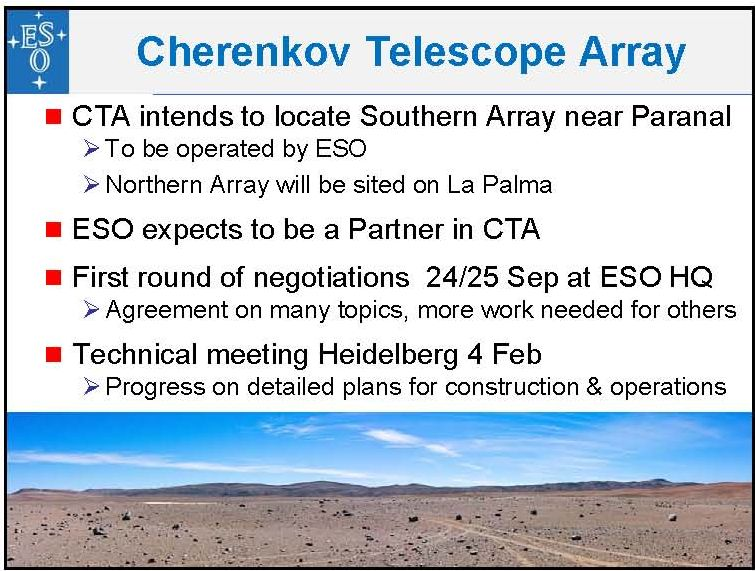 ESO
Cherenkov Telescope Array
CTA intends to locate Southern Array near Paranal
To be operated by ESO
Northern Array will be sited on La Palma
ESO expects to be a Partner in CTA
First round of negotiations 24/25 Sep at ESO HQ
Agreement on many topics, more work needed for others
Technical meeting Heidelberg 4 Feb
Progress on detailed plans for construction & operations